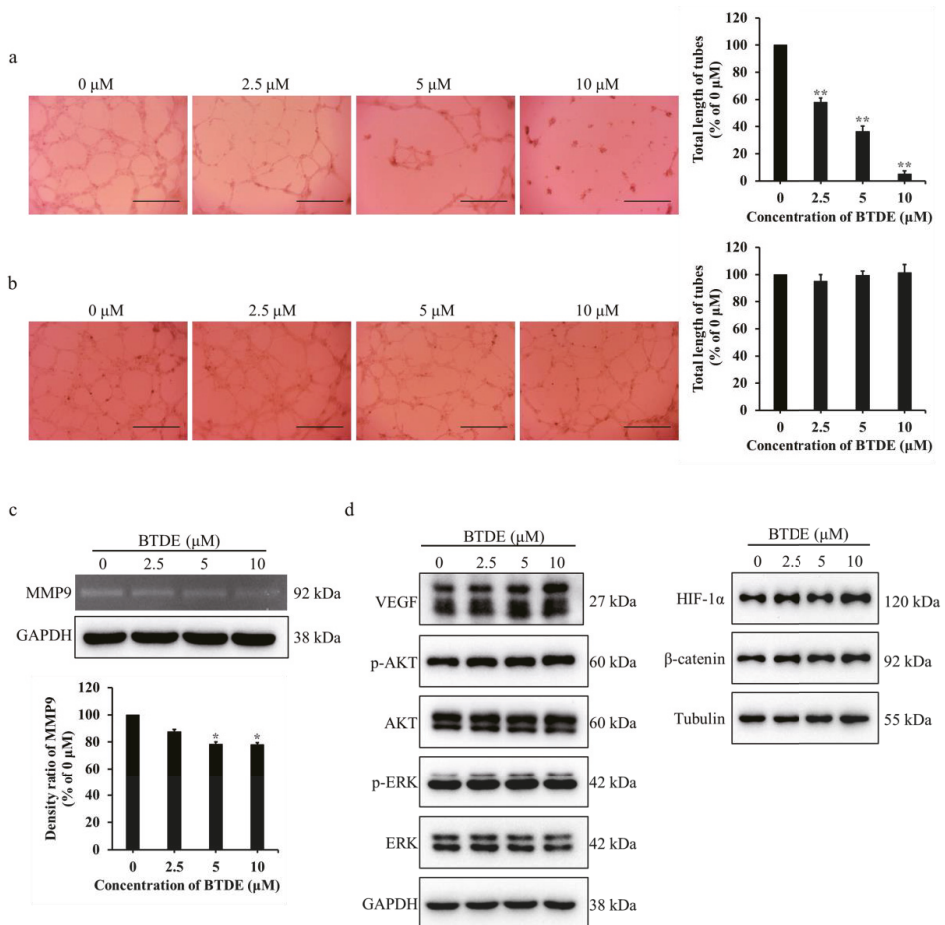 a
0 μM 2.5 μM 5 μM 10 μM
Total length of tubes
(% of 0 μM)
120
100
80
60
40
20
0
** ** **
0 2.5 5 10
Concentration of BTDE (μM)
b
0 μM 2.5 μM 5 μM 10 μM
Total length of tubes
(% of 0 μM)
120
100
80
60
40
20
0
0 2.5 5 10
Concentration of BTDE (μM)
c
BTDE (μM)
0 2.5 5 10
MMP9 92 kDa
GAPDH 38 kDa
Density ratio of MMP9
(% of 0 μM)
120
100
80
60
40
20
0
* *
0 2.5 5 10
Concentration of BTDE (μM)
d
BTDE (μM)
0 2.5 5 10
VEGF 27 kDa
p-AKT 60 kDa
AKT 60 kDa
p-ERK 42 kDa
ERK 42 kDa
GAPDH 38 kDa
BTDE (μM)
0 2.5 5 10
HIF-1α 120 kDa
β-catenin 92 kDa
Tubulin 55 kDa